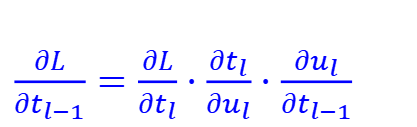 ∂L/∂t_{l−1} = ∂L/∂t_l · ∂t_l/∂u_l · ∂u_l/∂t_{l−1}